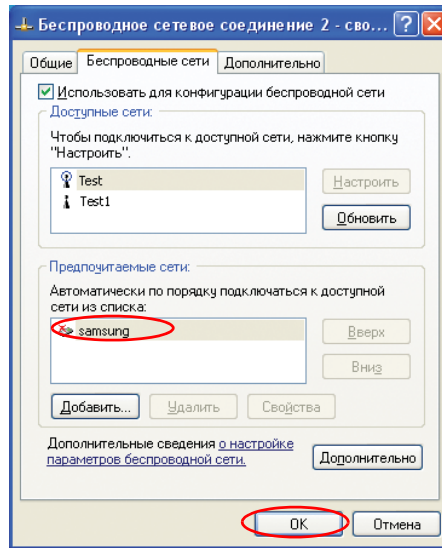 Беспроводное сетевое соединение 2 - сво...
Общие Беспроводные сети Дополнительно
Использовать для конфигурации беспроводной сети
Доступные сети:
Чтобы подключиться к доступной сети, нажмите кнопку
"Настроить".
Test
Настроить
Test1
Обновить
Предпочитаемые сети:
Автоматически по порядку подключаться к доступной
сети из списка:
samsung
Вверх
Вниз
Добавить... Удалить Свойства
Дополнительные сведения о настройке
параметров беспроводной сети.
Дополнительно
OK Отмена